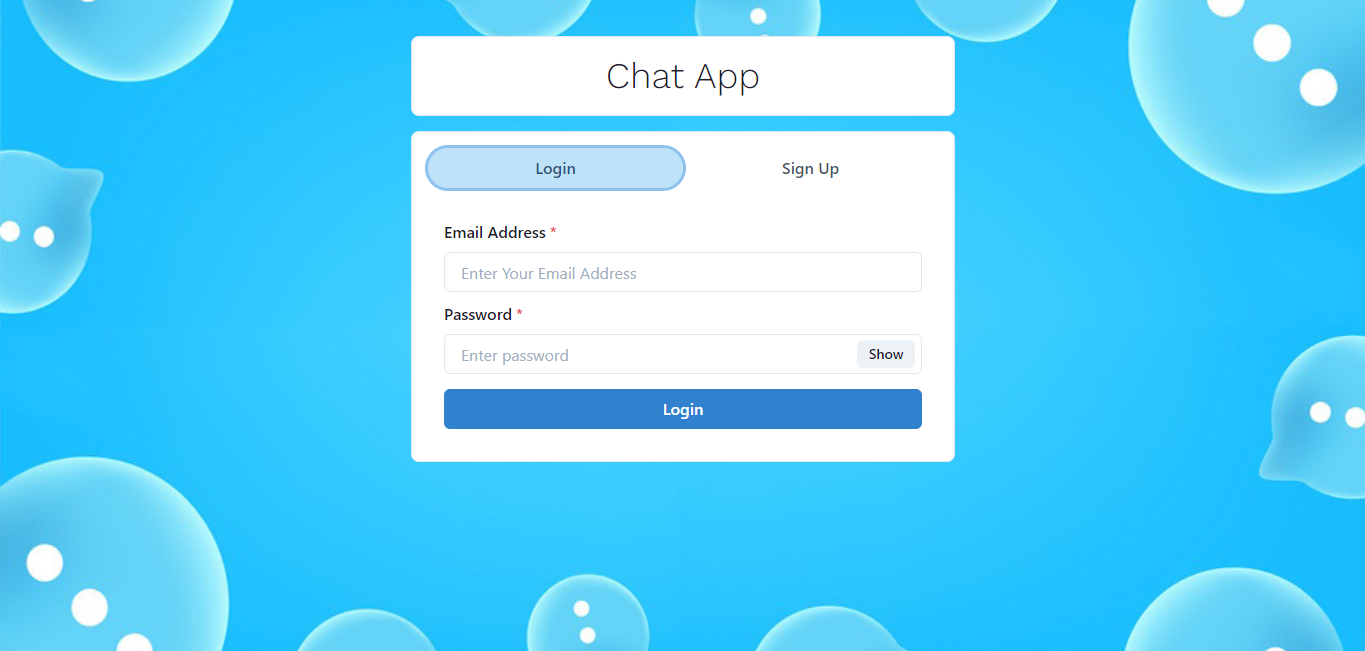 Chat App
Login Sign Up
Email Address *
Enter Your Email Address
Password *
Enter password Show
Login